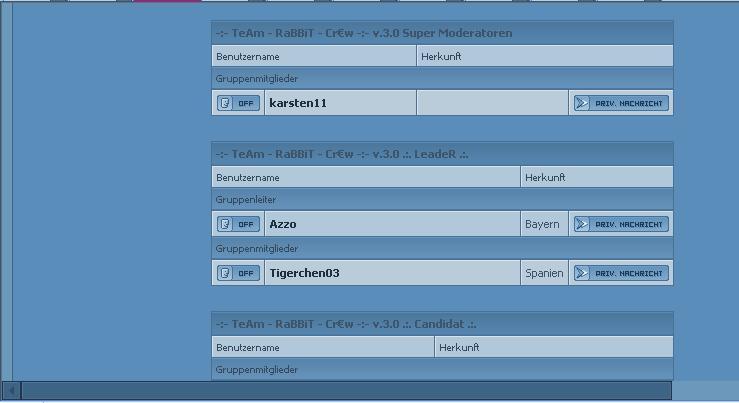 -:- TeAm - RaBBiT - Cr€w -:- v.3.0 Super Moderatoren
Benutzername Herkunft
Gruppenmitglieder
OFF karsten11 PRIV. NACHRICHT
-:- TeAm - RaBBiT - Cr€w -:- v.3.0 .:. LeadeR .:.
Benutzername Herkunft
Gruppenleiter
OFF Azzo Bayern PRIV. NACHRICHT
Gruppenmitglieder
OFF Tigerchen03 Spanien PRIV. NACHRICHT
-:- TeAm - RaBBiT - Cr€w -:- v.3.0 .:. Candidat .:.
Benutzername Herkunft
Gruppenmitglieder